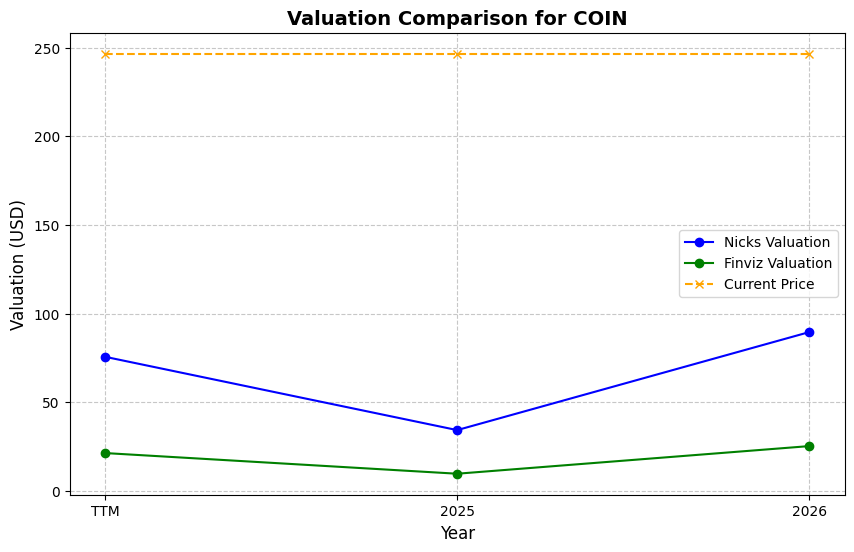 Valuation Comparison for COIN
Valuation (USD)
250
200
150
100
50
0
Nicks Valuation
Finviz Valuation
Current Price
TTM
2025
2026
Year